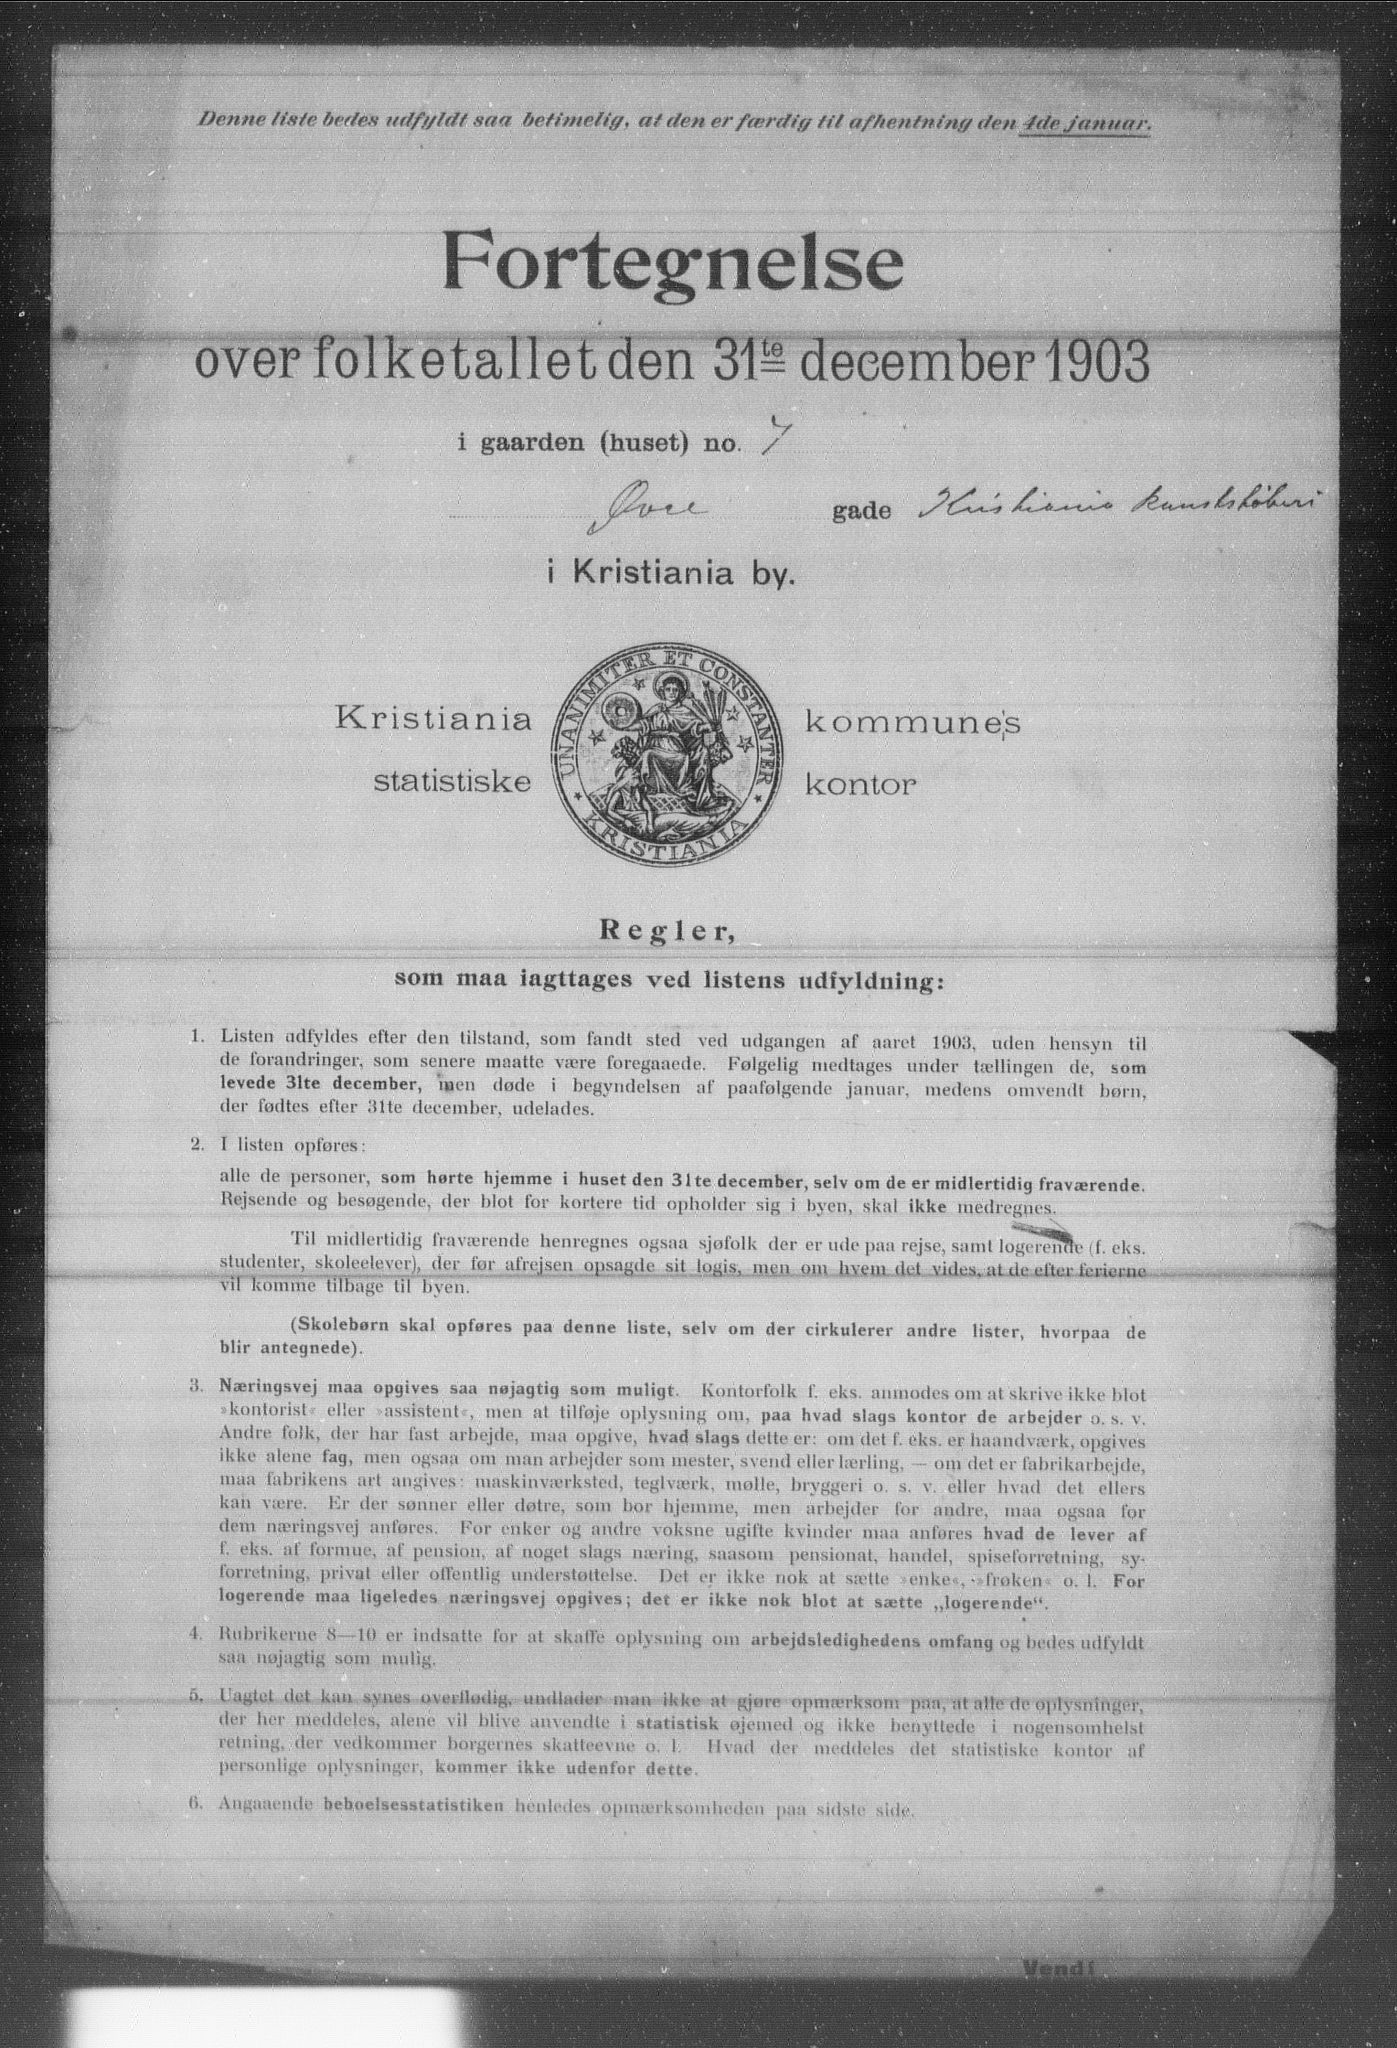 Denne liste bedes udfyldt saa betimelig, at den er færdig til afhentning den 4de januar.
Fortegnelse
over folketallet den 31te december 1903
i gaarden (huset) no. 7
Øvre gade Kristiania kunststøberi
i Kristiania by.
UNANIMITER ET CONSTANTER
KRISTIANIA
Kristiania kommunes
statistiske kontor
Regler,
som maa iagttages ved listens udfyldning:
1. Listen udfyldes efter den tilstand, som fandt sted ved udgangen af aaret 1903, uden hensyn til
de forandringer, som senere maatte være foregaaede. Følgelig medtages under tællingen de, som
levede 31te december, men døde i begyndelsen af paafølgende januar, medens omvendt børn,
der fødtes efter 31te december, udelades.
2. I listen opføres:
alle de personer, som hørte hjemme i huset den 31te december, selv om de er midlertidig fraværende.
Rejsende og besøgende, der blot for kortere tid opholder sig i byen, skal ikke medregnes.
Til midlertidig fraværende henregnes ogsaa sjøfolk der er ude paa rejse, samt logerende (f. eks.
studenter, skoleelever), der før afrejsen opsagde sit logis, men om hvem det vides, at de efter ferierne
vil komme tilbage til byen.
(Skolebørn skal opføres paa denne liste, selv om der cirkulerer andre lister, hvorpaa de
blir antegnede).
3. Næringsvej maa opgives saa nøjagtig som muligt. Kontorfolk f. eks. anmodes om at skrive ikke blot
»kontorist« eller »assistent«, men at tilføje oplysning om, paa hvad slags kontor de arbejder o. s. v.
Andre folk, der har fast arbejde, maa opgive, hvad slags dette er: om det f. eks. er haandværk, opgives
ikke alene fag, men ogsaa om man arbejder som mester, svend eller lærling, — om det er fabrikarbejde,
maa fabrikens art angives: maskinværksted, teglværk, mølle, bryggeri o. s. v. eller hvad det ellers
kan være. Er der sønner eller døtre, som bor hjemme, men arbejder for andre, maa ogsaa for
dem næringsvej anføres. For enker og andre voksne ugifte kvinder maa anføres hvad de lever af
f. eks. af formue, af pension, af noget slags næring, saasom pensionat, handel, spiseforretning, sy-
forretning, privat eller offentlig understøttelse. Det er ikke nok at sætte »enke«, »frøken« o. l. For
logerende maa ligeledes næringsvej opgives; det er ikke nok blot at sætte „logerende“.
4. Rubrikerne 8—10 er indsatte for at skaffe oplysning om arbejdsledighedens omfang og bedes udfyldt
saa nøjagtig som mulig.
5. Uagtet det kan synes overflødig, undlader man ikke at gjøre opmærksom paa, at alle de oplysninger,
der her meddeles, alene vil blive anvendte i statistisk øjemed og ikke benyttede i nogensomhelst
retning, der vedkommer borgernes skatteevne o. l. Hvad der meddeles det statistiske kontor af
personlige oplysninger, kommer ikke udenfor dette.
6. Angaaende beboelsesstatistiken henledes opmærksomheden paa sidste side.
Vend!